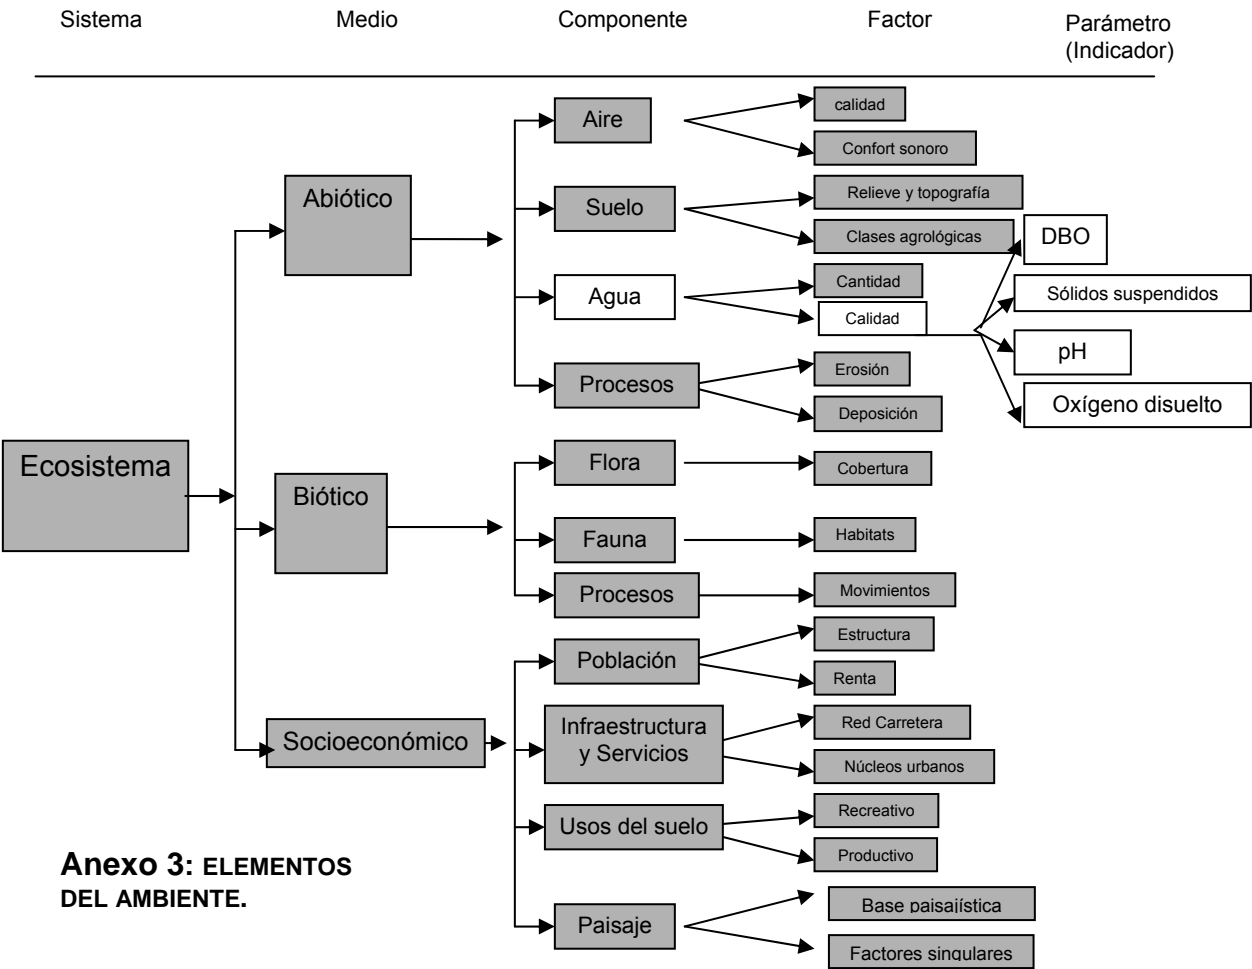 Sistema
Medio
Componente
Factor
Parámetro
(Indicador)
Aire
calidad
Confort sonoro
Abiótico
Suelo
Relieve y topografía
Clases agrológicas
DBO
Agua
Cantidad
Calidad
Sólidos suspendidos
pH
Oxígeno disuelto
Procesos
Erosión
Deposición
Ecosistema
Biótico
Flora
Cobertura
Fauna
Habitats
Procesos
Movimientos
Socioeconómico
Población
Estructura
Renta
Infraestructura
y Servicios
Red Carretera
Núcleos urbanos
Usos del suelo
Recreativo
Productivo
Paisaje
Base paisajística
Factores singulares
Anexo 3: ELEMENTOS
DEL AMBIENTE.